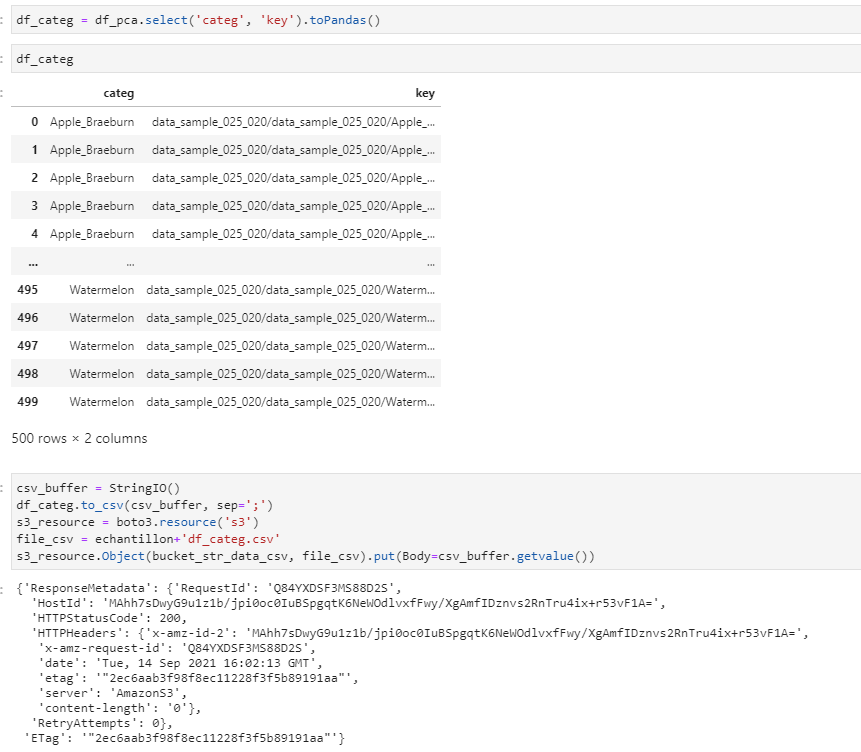 df_categ = df_pca.select('categ', 'key').toPandas()
df_categ
categ key
0 Apple_Braeburn data_sample_025_020/data_sample_025_020/Apple_...
1 Apple_Braeburn data_sample_025_020/data_sample_025_020/Apple_...
2 Apple_Braeburn data_sample_025_020/data_sample_025_020/Apple_...
3 Apple_Braeburn data_sample_025_020/data_sample_025_020/Apple_...
4 Apple_Braeburn data_sample_025_020/data_sample_025_020/Apple_...
... ... ...
495 Watermelon data_sample_025_020/data_sample_025_020/Waterm...
496 Watermelon data_sample_025_020/data_sample_025_020/Waterm...
497 Watermelon data_sample_025_020/data_sample_025_020/Waterm...
498 Watermelon data_sample_025_020/data_sample_025_020/Waterm...
499 Watermelon data_sample_025_020/data_sample_025_020/Waterm...
500 rows × 2 columns
csv_buffer = StringIO()
df_categ.to_csv(csv_buffer, sep=';')
s3_resource = boto3.resource('s3')
file_csv = echantillon+'df_categ.csv'
s3_resource.Object(bucket_str_data_csv, file_csv).put(Body=csv_buffer.getvalue())
{'ResponseMetadata': {'RequestId': 'Q84YXDSF3MS88D2S',
'HostId': 'MAhh7sDwyG9u1z1b/jpi0oc0IuBSpgqtK6NeWOdlvxfFwy/XgAmfIDznvs2RnTru4ix+r53vF1A=',
'HTTPStatusCode': 200,
'HTTPHeaders': {'x-amz-id-2': 'MAhh7sDwyG9u1z1b/jpi0oc0IuBSpgqtK6NeWOdlvxfFwy/XgAmfIDznvs2RnTru4ix+r53vF1A=',
'x-amz-request-id': 'Q84YXDSF3MS88D2S',
'date': 'Tue, 14 Sep 2021 16:02:13 GMT',
'etag': '"2ec6aab3f98f8ec11228f3f5b89191aa"',
'server': 'AmazonS3',
'content-length': '0'},
'RetryAttempts': 0},
'ETag': '"2ec6aab3f98f8ec11228f3f5b89191aa"'}